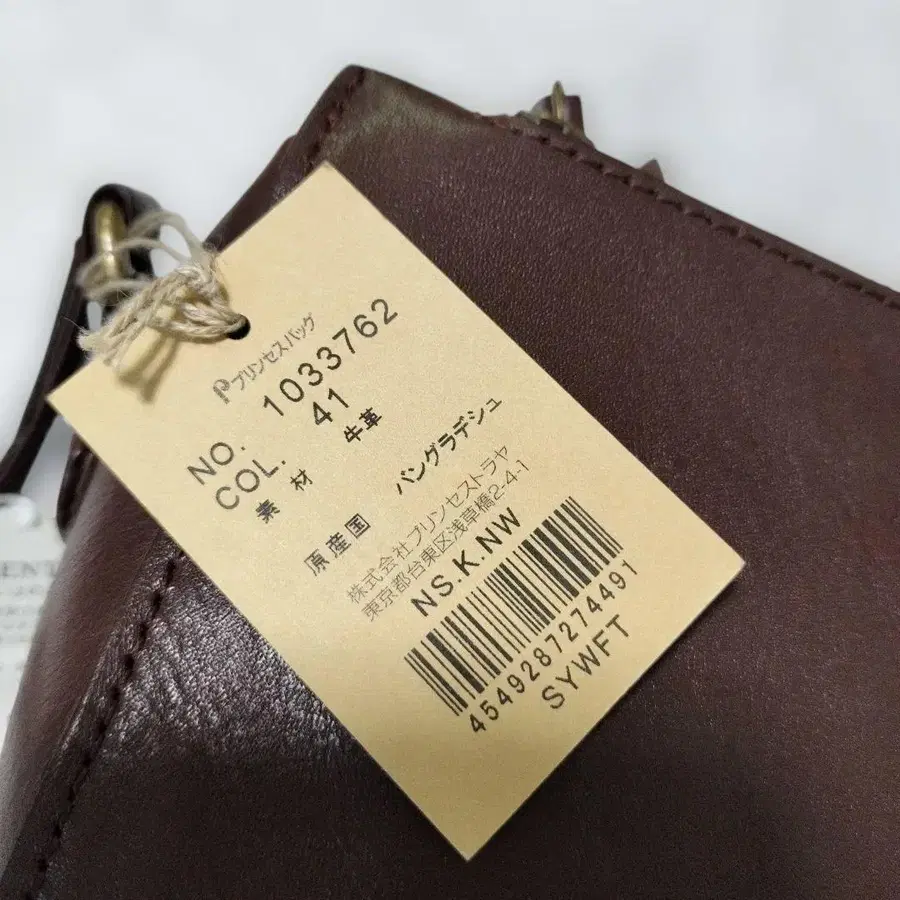 プリンセスバッグ
NO. 1033762
COL. 41
素材 牛革
原産国 バングラデシュ
株式会社プリンセストラヤ
東京都台東区浅草橋2-4-1
NS.K.NW
4549287274491
SYWFT